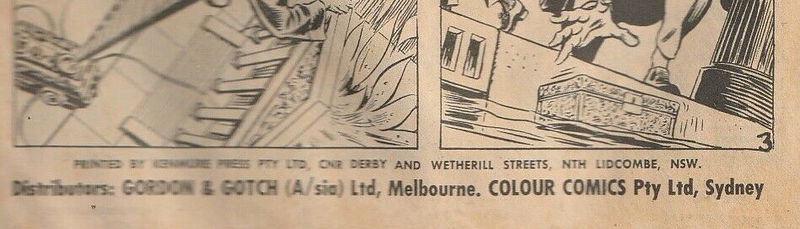 3
PRINTED BY KENMURE PRESS PTY LTD, CNR DERBY AND WETHERILL STREETS, NTH LIDCOMBE, NSW.
Distributors: GORDON & GOTCH (A/sia) Ltd, Melbourne. COLOUR COMICS Pty Ltd, Sydney